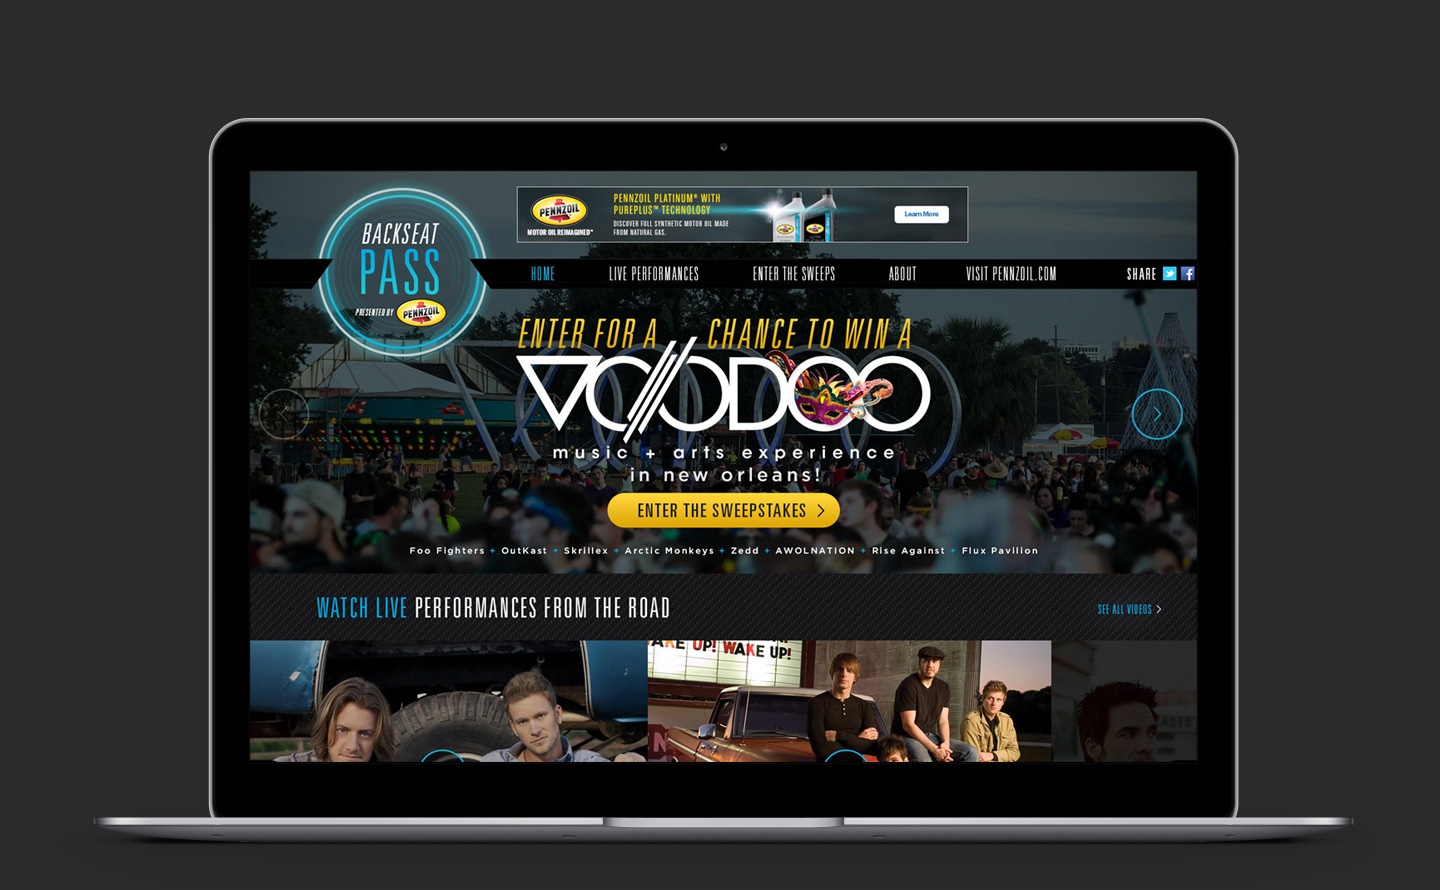 BACKSEAT
PASS
PRESENTED BY PENNZOIL
PENNZOIL
MOTOR OIL REIMAGINED™
PENNZOIL PLATINUM® WITH
PUREPLUS™ TECHNOLOGY
DISCOVER FULL SYNTHETIC MOTOR OIL MADE
FROM NATURAL GAS.
Learn More
HOME LIVE PERFORMANCES ENTER THE SWEEPS ABOUT VISIT PENNZOIL.COM SHARE
ENTER FOR A CHANCE TO WIN A
VOODOO
music + arts experience
in new orleans!
ENTER THE SWEEPSTAKES
Foo Fighters + OutKast + Skrillex + Arctic Monkeys + Zedd + AWOLNATION + Rise Against + Flux Pavilion
WATCH LIVE PERFORMANCES FROM THE ROAD
SEE ALL VIDEOS
WAKE UP! WAKE UP!